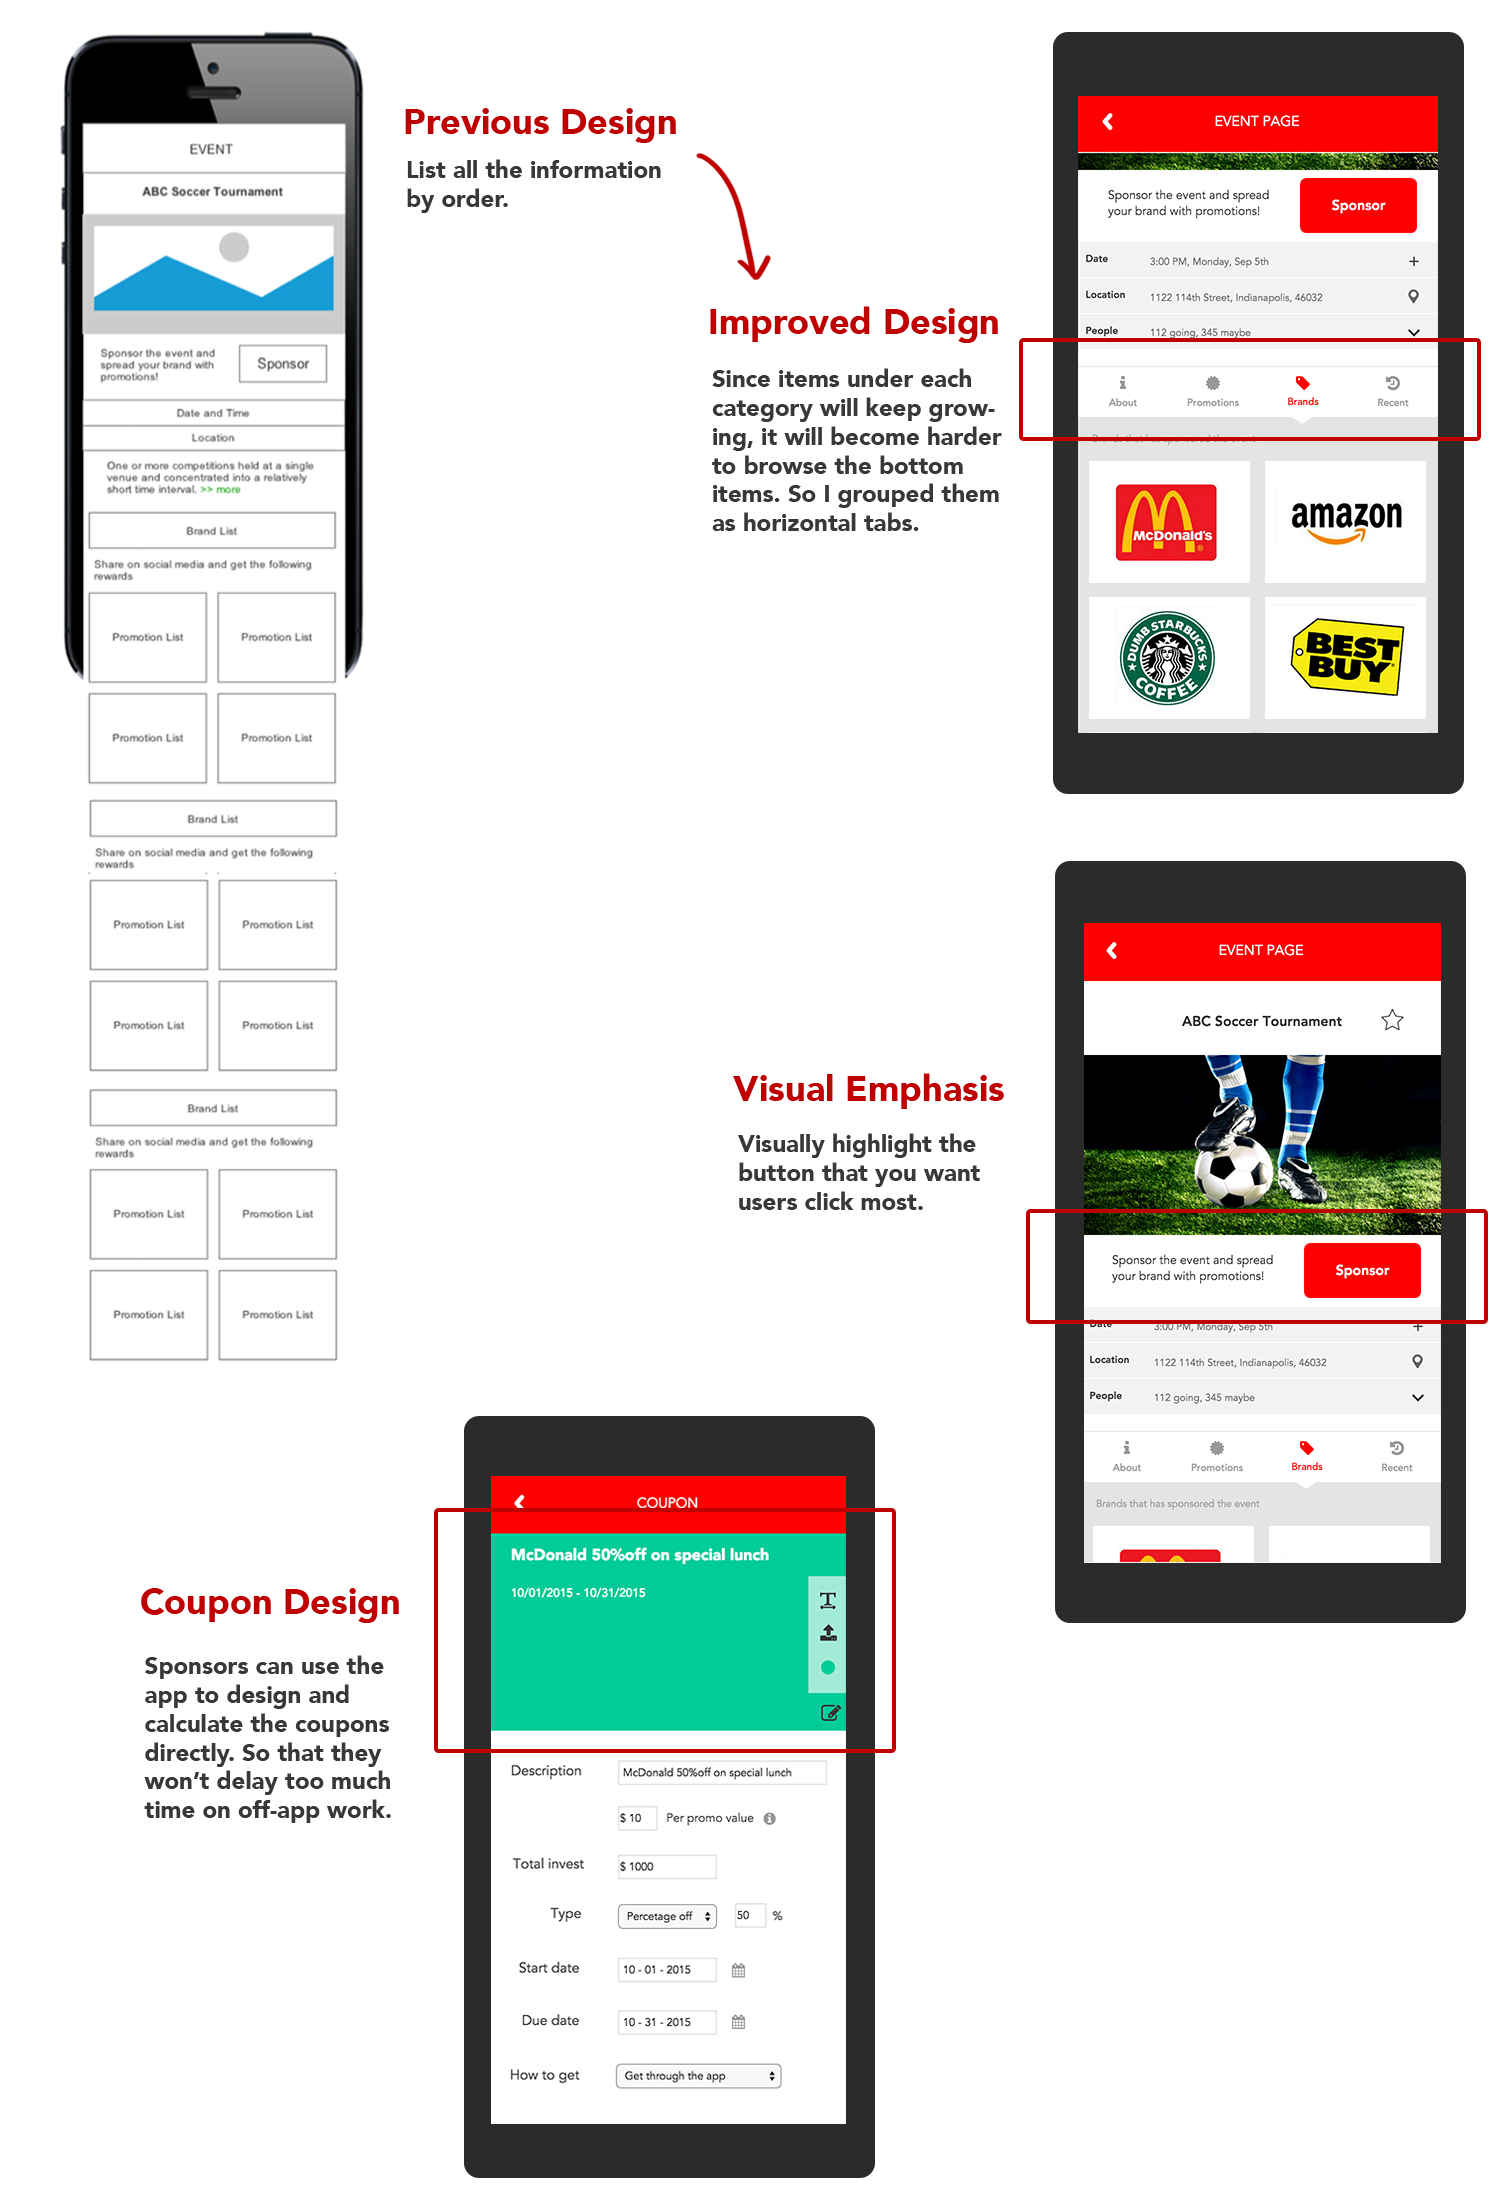 EVENT
ABC Soccer Tournament
Sponsor the event and
spread your brand with
promotions!
Sponsor
Date and Time
Location
One or more competitions held at a single
venue and concentrated into a relatively
short time interval. >> more
Brand List
Share on social media and get the following
rewards
Promotion List
Promotion List
Promotion List
Promotion List
Brand List
Share on social media and get the following
rewards
Promotion List
Promotion List
Promotion List
Promotion List
Brand List
Share on social media and get the following
rewards
Promotion List
Promotion List
Promotion List
Promotion List
Previous Design
List all the information
by order.
Improved Design
Since items under each
category will keep grow-
ing, it will become harder
to browse the bottom
items. So I grouped them
as horizontal tabs.
EVENT PAGE
Sponsor the event and spread
your brand with promotions!
Sponsor
Date
3:00 PM, Monday, Sep 5th
Location
1122 114th Street, Indianapolis, 46032
People
112 going, 345 maybe
About
Promotions
Brands
Recent
Brands that has sponsored the event
McDonald's
amazon
DUMB STARBUCKS
COFFEE
BEST
BUY
Visual Emphasis
Visually highlight the
button that you want
users click most.
EVENT PAGE
ABC Soccer Tournament
Sponsor the event and spread
your brand with promotions!
Sponsor
Date
3:00 PM, Monday, Sep 5th
Location
1122 114th Street, Indianapolis, 46032
People
112 going, 345 maybe
About
Promotions
Brands
Recent
Brands that has sponsored the event
Coupon Design
Sponsors can use the
app to design and
calculate the coupons
directly. So that they
won't delay too much
time on off-app work.
COUPON
McDonald 50%off on special lunch
10/01/2015 - 10/31/2015
T
Description
McDonald 50%off on special lunch
$ 10
Per promo value
Total invest
$ 1000
Type
Percetage off
50
%
Start date
10 - 01 - 2015
Due date
10 - 31 - 2015
How to get
Get through the app